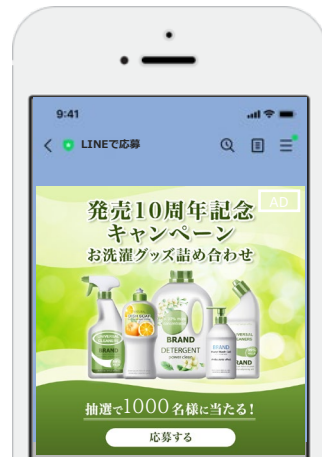 9:41
LINEで応募
AD
発売10周年記念
キャンペーン
お洗濯グッズ詰め合わせ
BRAND
BRAND
DETERGENT
BRAND
BRAND
抽選で1000名様に当たる!
応募する